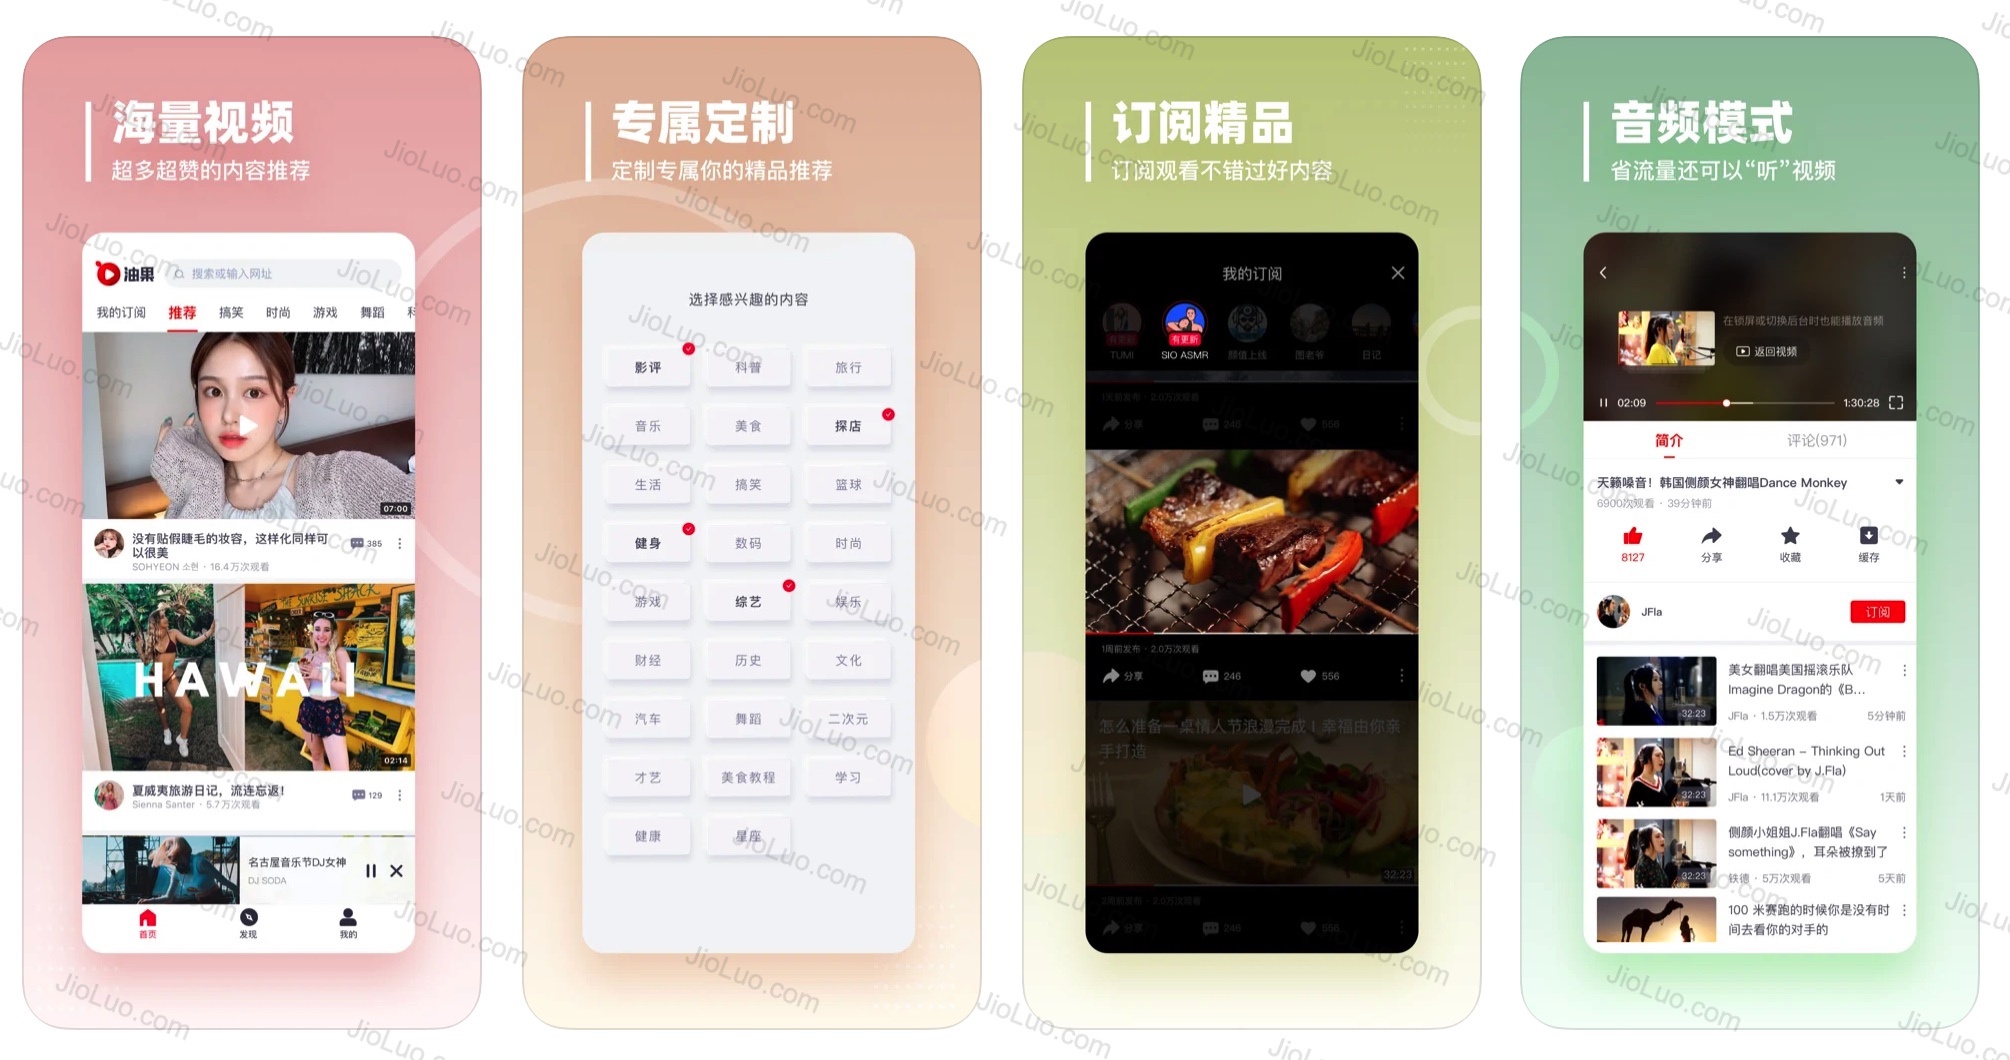 海量视频
超多超赞的内容推荐
油果
搜索或输入网址
我的订阅 推荐 搞笑 时尚 游戏 舞蹈
07:00
没有贴假睫毛的妆容，这样化同样可
以很美
385
SOHYEON 소현 · 16.4万次观看
THE SUNRISE SHACK
HAWAII
02:14
夏威夷旅游日记，流连忘返！
129
Sienna Santer · 5.7万次观看
名古屋音乐节DJ女神
DJ SODA
首页 发现 我的
专属定制
定制专属你的精品推荐
选择感兴趣的内容
影评 科普 旅行
音乐 美食 探店
生活 搞笑 篮球
健身 数码 时尚
游戏 综艺 娱乐
财经 历史 文化
汽车 舞蹈 二次元
才艺 美食教程 学习
健康 星座
订阅精品
订阅观看不错过好内容
我的订阅
有更新 有更新
TUMI SIO ASMR 颜值上线 图老爷 日记
1天前发布 · 2.0万次观看
分享 246 556
1周前发布 · 2.0万次观看
分享 246 556
怎么准备一桌情人节浪漫完成 | 幸福由你亲
手打造
32:23
2周前发布 · 2.0万次观看
分享 246 556
音频模式
省流量还可以“听”视频
在锁屏或切换后台时也能播放音频
返回视频
02:09 1:30:28
简介 评论(971)
天籁嗓音！韩国侧颜女神翻唱Dance Monkey
6900次观看 · 39分钟前
8127 分享 收藏 缓存
JFla 订阅
美女翻唱美国摇滚乐队
Imagine Dragon的《B...
32:23
JFla · 1.5万次观看 5分钟前
Ed Sheeran – Thinking Out
Loud(cover by J.Fla)
32:23
JFla · 11.1万次观看 1天前
侧颜小姐姐J.Fla翻唱《Say
something》，耳朵被撩到了
32:23
铁德 · 5万次观看 5天前
100 米赛跑的时候你是没有时
间去看你的对手的
JioLuo.com